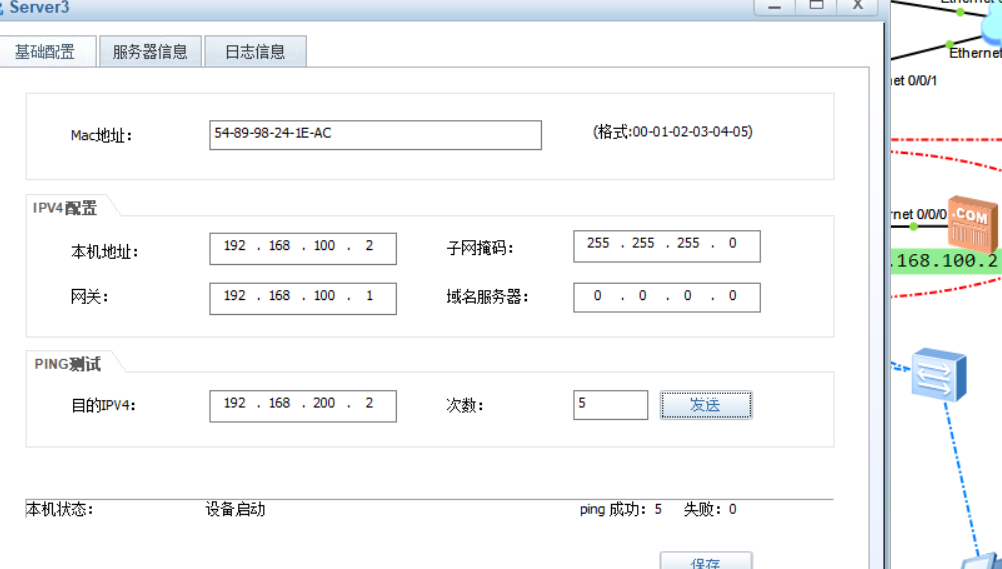 Server3
基础配置 服务器信息 日志信息
Mac地址: 54-89-98-24-1E-AC (格式:00-01-02-03-04-05)
IPV4配置
本机地址: 192 . 168 . 100 . 2 子网掩码: 255 . 255 . 255 . 0
网关: 192 . 168 . 100 . 1 域名服务器: 0 . 0 . 0 . 0
PING测试
目的IPV4: 192 . 168 . 200 . 2 次数: 5 发送
本机状态: 设备启动 ping 成功: 5 失败: 0
保存
Ethernet
net 0/0/1
rnet 0/0/0
.COM
.168.100.2